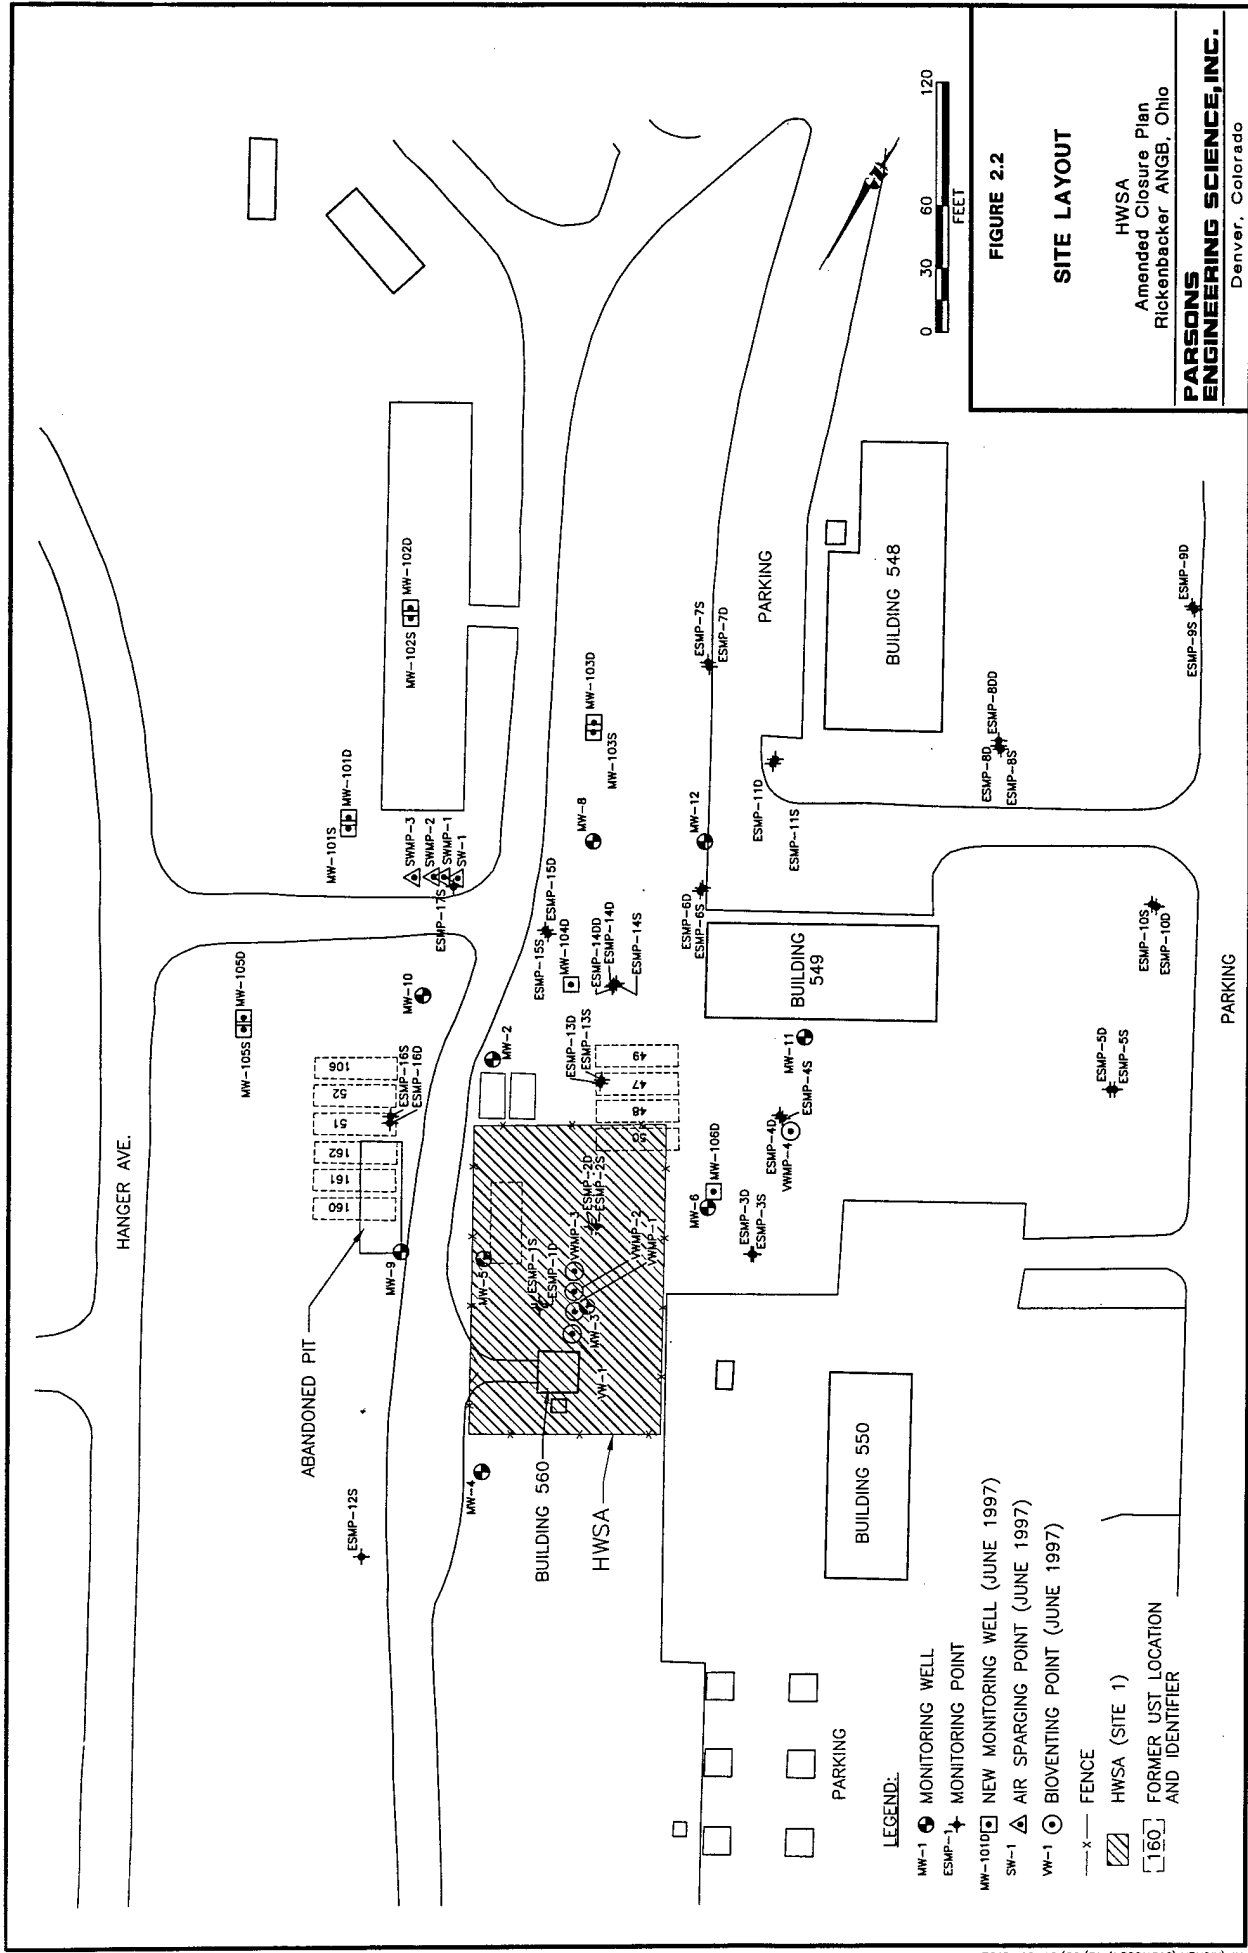 HANGER AVE.
ABANDONED PIT
MW-105S
MW-105D
MW-101S
MW-101D
MW-102S
MW-102D
SWMP-3
SWMP-2
SWMP-1
SW-1
ESMP-17S
MW-10
160
161
162
51
52
106
ESMP-16S
ESMP-16D
MW-9
ESMP-12S
MW-4
MW-5
MW-2
BUILDING 560
HWSA
ESMP-1S
ESMP-1D
VWMP-3
ESMP-2D
ESMP-2S
VWMP-2
VWMP-1
MW-3
VW-1
50
48
47
49
ESMP-13D
ESMP-13S
ESMP-15S
ESMP-15D
MW-104D
ESMP-14DD
ESMP-14D
ESMP-14S
MW-8
MW-103S
MW-103D
MW-12
ESMP-7S
ESMP-7D
ESMP-6D
ESMP-6S
MW-6
MW-106D
ESMP-3D
ESMP-3S
ESMP-4D
ESMP-4S
VWMP-4
MW-11
BUILDING
549
ESMP-11D
ESMP-11S
PARKING
BUILDING 548
BUILDING 550
ESMP-8D
ESMP-8DD
ESMP-8S
ESMP-9S
ESMP-9D
ESMP-10S
ESMP-10D
ESMP-5D
ESMP-5S
PARKING
PARKING
LEGEND:
MW-1 MONITORING WELL
ESMP-1 MONITORING POINT
MW-101D NEW MONITORING WELL (JUNE 1997)
SW-1 AIR SPARGING POINT (JUNE 1997)
VW-1 BIOVENTING POINT (JUNE 1997)
—x— FENCE
HWSA (SITE 1)
160 FORMER UST LOCATION
AND IDENTIFIER
0 30 60 120
FEET
FIGURE 2.2
SITE LAYOUT
HWSA
Amended Closure Plan
Rickenbacker ANGB, Ohio
PARSONS
ENGINEERING SCIENCE, INC.
Denver, Colorado